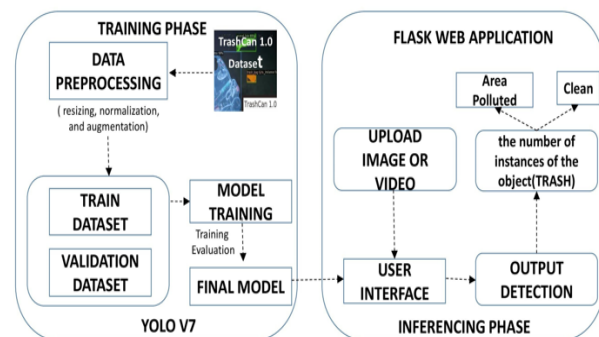 TRAINING PHASE
DATA
PREPROCESSING
( resizing, normalization,
and augmentation)
TrashCan 1.0
Dataset
TrashCan 1.0
TRAIN
DATASET
VALIDATION
DATASET
MODEL
TRAINING
Training
Evaluation
FINAL MODEL
YOLO V7
FLASK WEB APPLICATION
Area
Polluted
Clean
UPLOAD
IMAGE OR
VIDEO
the number of
instances of the
object(TRASH)
USER
INTERFACE
OUTPUT
DETECTION
INFERENCING PHASE